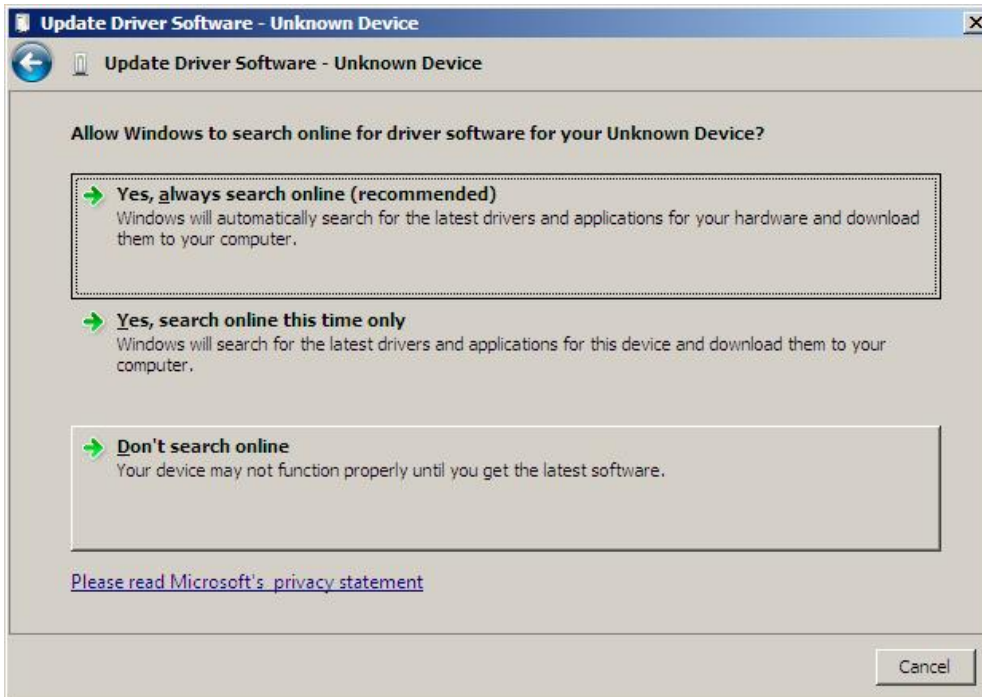 Update Driver Software - Unknown Device
Update Driver Software - Unknown Device
Allow Windows to search online for driver software for your Unknown Device?
Yes, always search online (recommended)
Windows will automatically search for the latest drivers and applications for your hardware and download
them to your computer.
Yes, search online this time only
Windows will search for the latest drivers and applications for this device and download them to your
computer.
Don't search online
Your device may not function properly until you get the latest software.
Please read Microsoft's privacy statement
Cancel